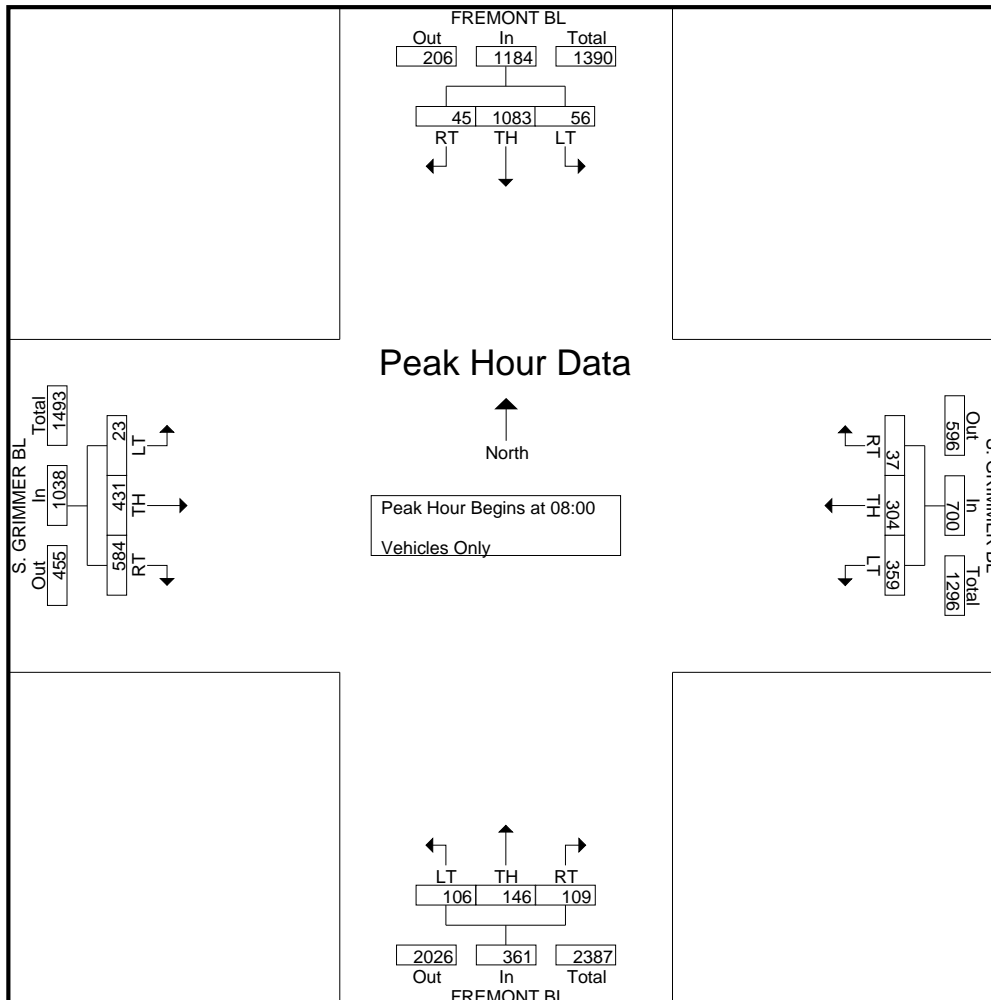 FREMONT BL
Out In Total
206 1184 1390
45 1083 56
RT TH LT
Peak Hour Data
North
Peak Hour Begins at 08:00
Vehicles Only
S. GRIMMER BL
Total In Out
1493 1038 455
23 431 584
LT TH RT
RT TH LT
37 304 359
596 700 1296
Out In Total
S. GRIMMER BL
LT TH RT
106 146 109
2026 361 2387
Out In Total
FREMONT BL